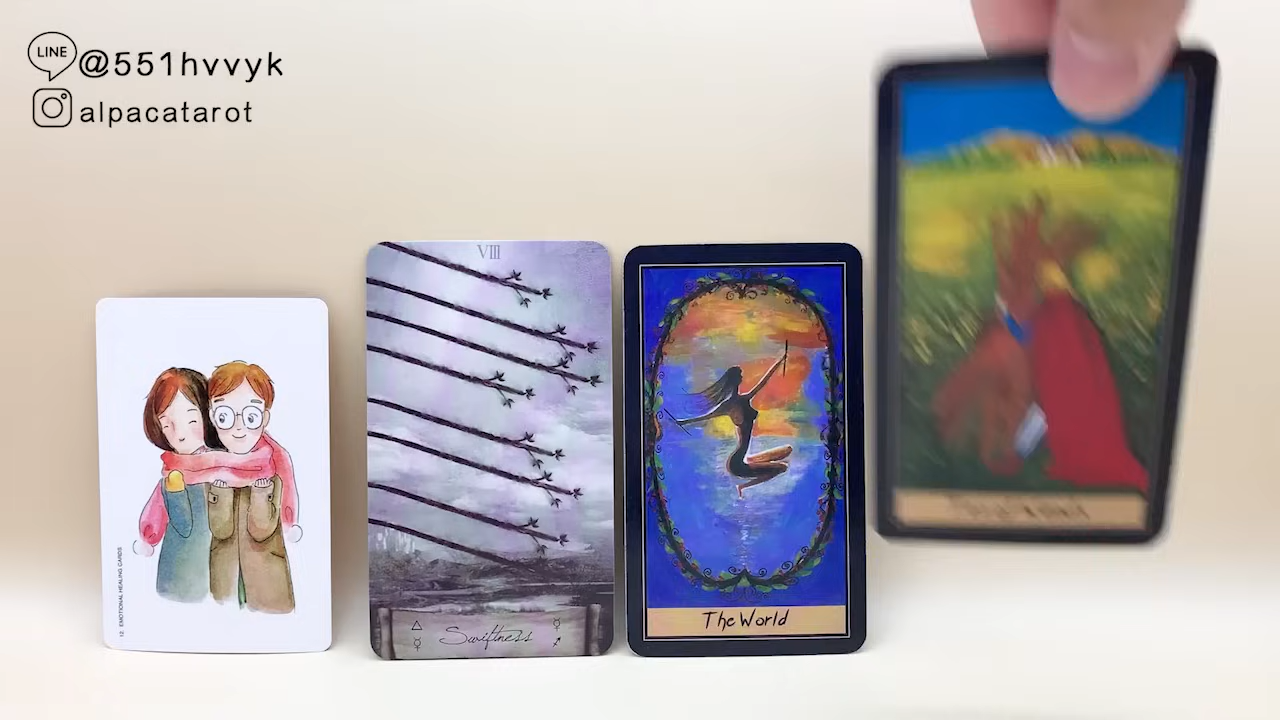 LINE
@551hvvyk
alpacatarot
12. EMOTIONAL HEALING CARDS
VIII
Swiftness
The World